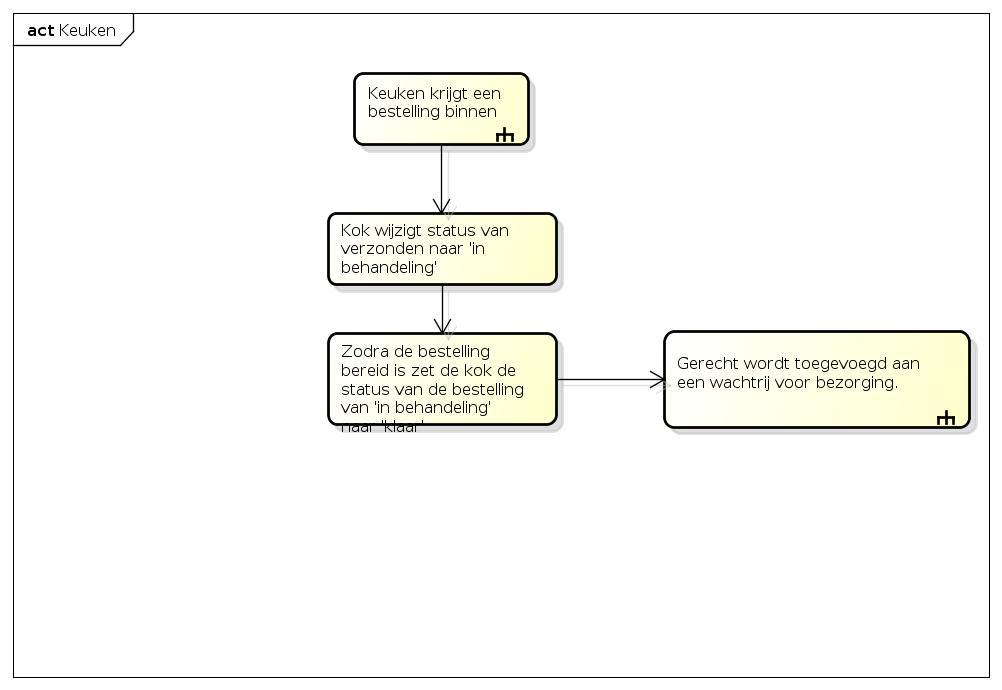 act Keuken
Keuken krijgt een
bestelling binnen
Kok wijzigt status van
verzonden naar 'in
behandeling'
Zodra de bestelling
bereid is zet de kok de
status van de bestelling
van 'in behandeling'
naar 'klaar'
Gerecht wordt toegevoegd aan
een wachtrij voor bezorging.